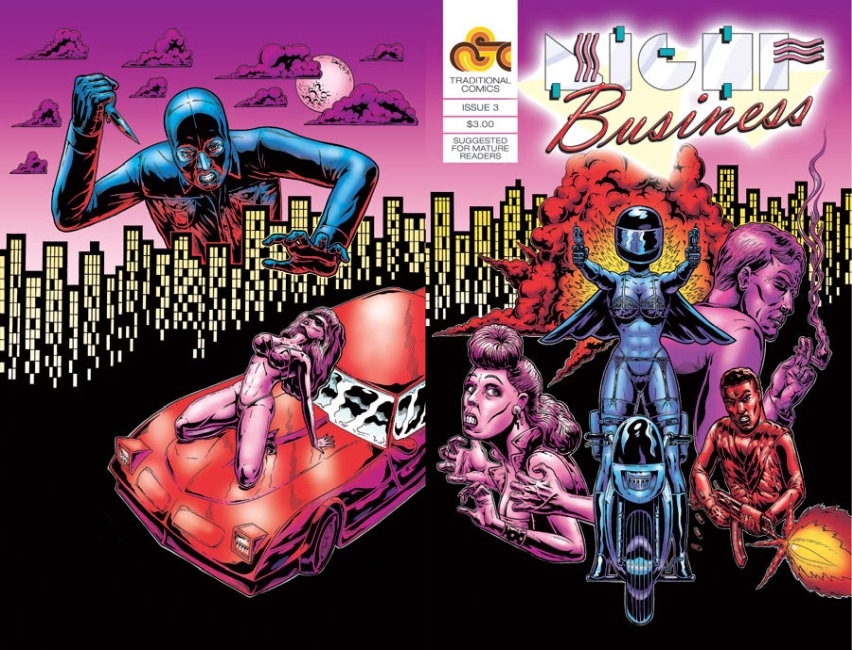 TRADITIONAL
COMICS
ISSUE 3
$3.00
SUGGESTED
FOR MATURE
READERS
NIGHT
Business